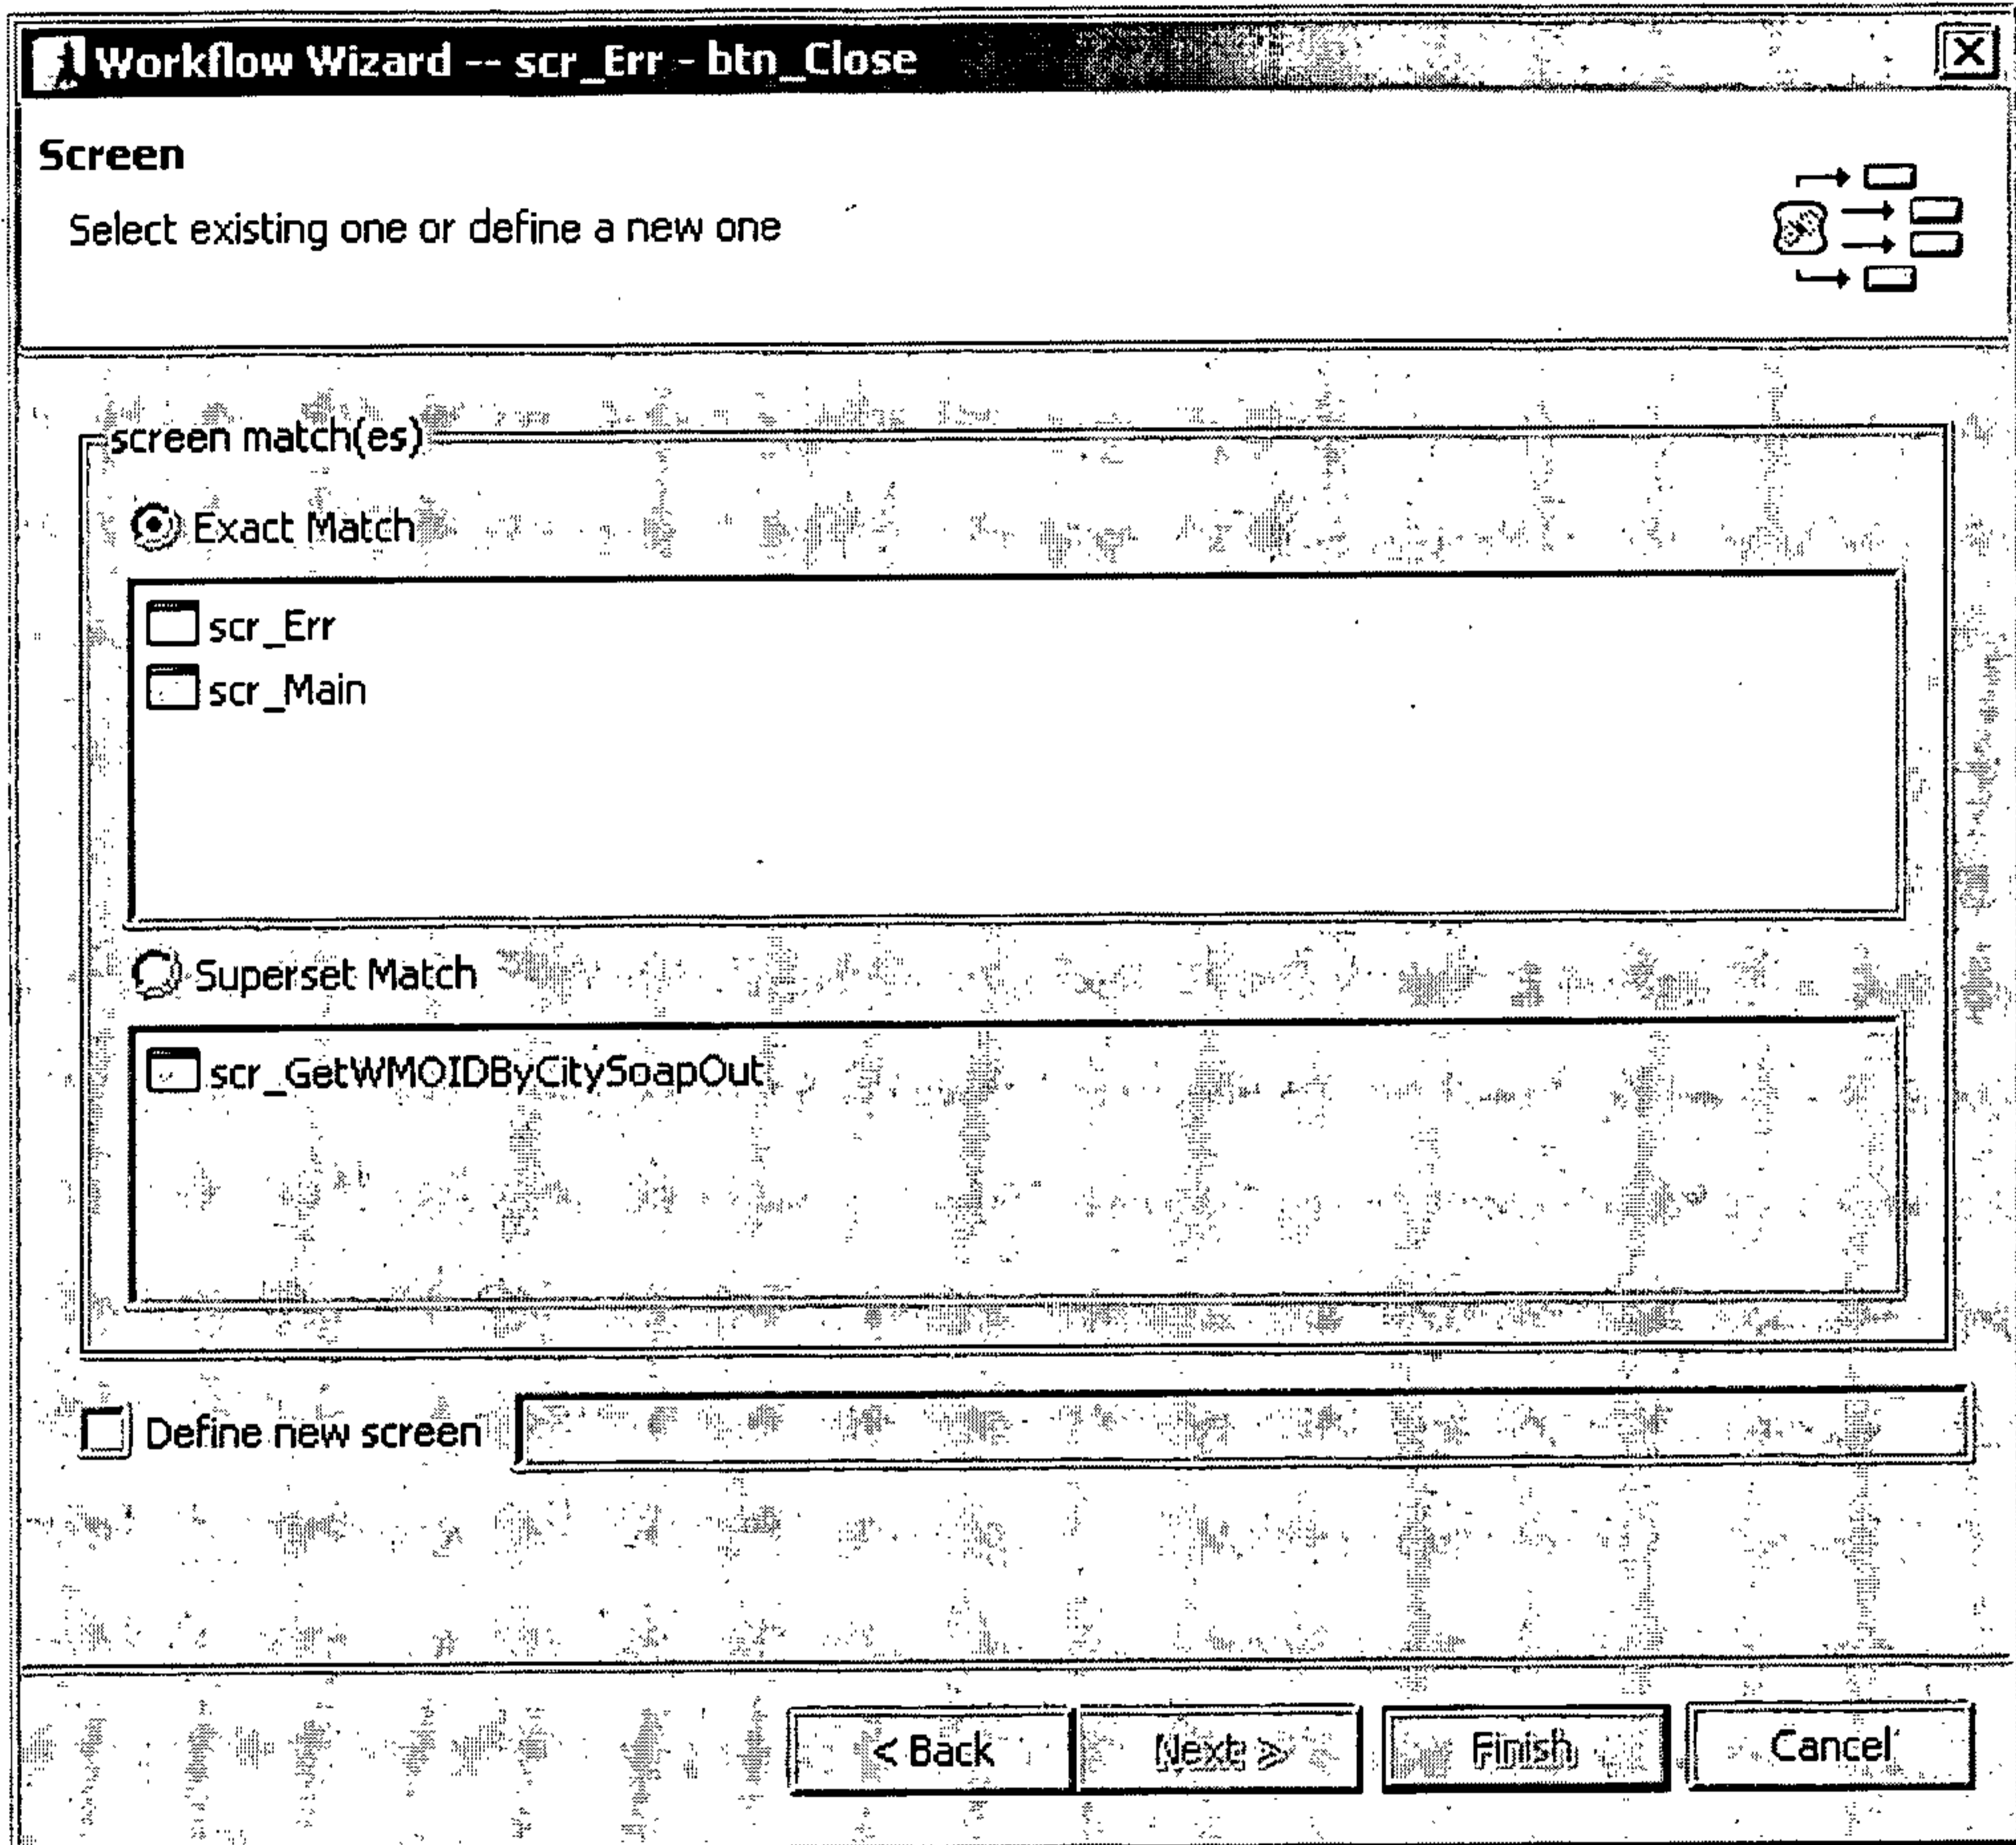 Workflow Wizard -- scr_Err - btn_Close
Screen
Select existing one or define a new one
screen match(es)
Exact Match
scr_Err
scr_Main
Superset Match
scr_GetWMOIDByCitySoapOut
Define new screen
< Back Next > Finish Cancel